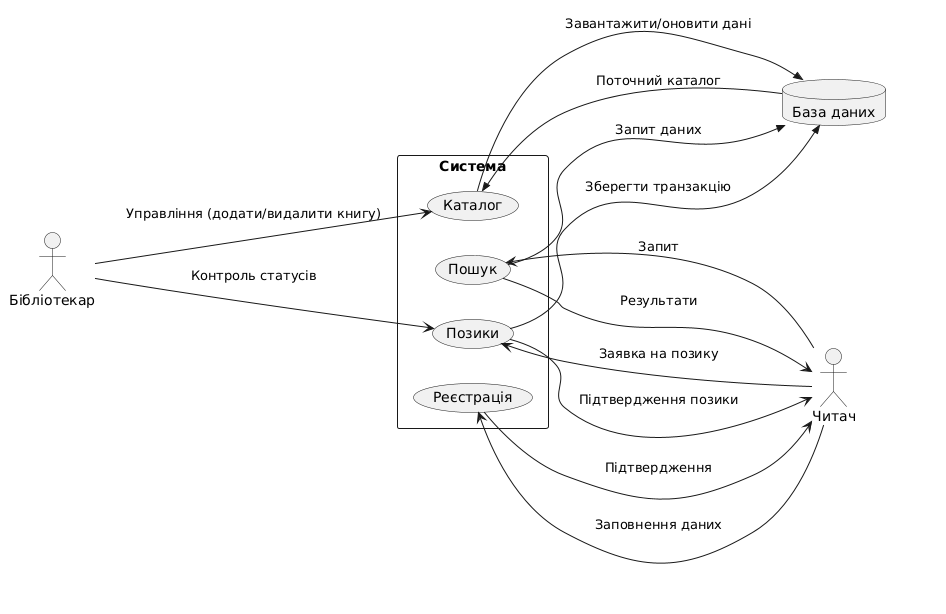 Завантажити/оновити дані
Поточний каталог
База даних
Запит даних
Система
Зберегти транзакцію
Каталог
Управління (додати/видалити книгу)
Запит
Пошук
Контроль статусів
Бібліотекар
Результати
Позики
Заявка на позику
Підтвердження позики
Реєстрація
Читач
Підтвердження
Заповнення даних